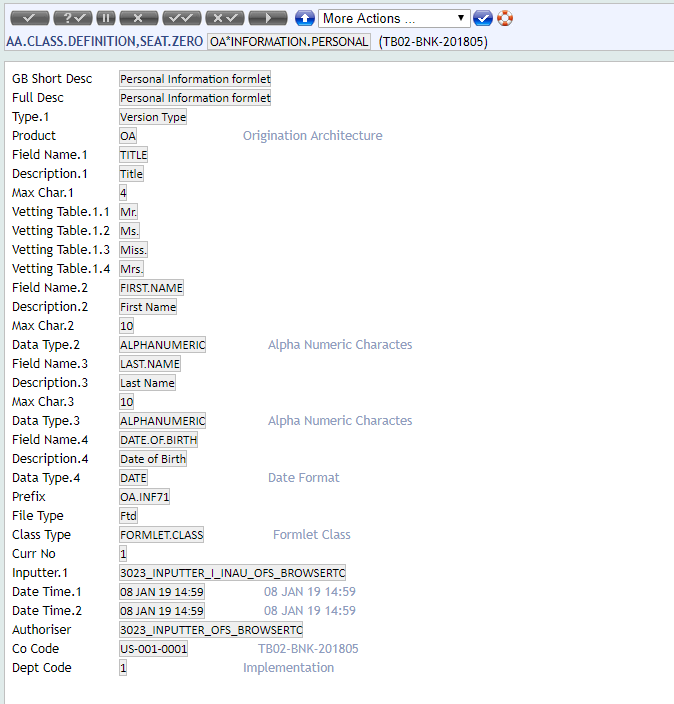 More Actions ...
AA.CLASS.DEFINITION,SEAT.ZERO OA*INFORMATION.PERSONAL (TB02-BNK-201805)
GB Short Desc Personal Information formlet
Full Desc Personal Information formlet
Type.1 Version Type
Product OA Origination Architecture
Field Name.1 TITLE
Description.1 Title
Max Char.1 4
Vetting Table.1.1 Mr.
Vetting Table.1.2 Ms.
Vetting Table.1.3 Miss.
Vetting Table.1.4 Mrs.
Field Name.2 FIRST.NAME
Description.2 First Name
Max Char.2 10
Data Type.2 ALPHANUMERIC Alpha Numeric Charactes
Field Name.3 LAST.NAME
Description.3 Last Name
Max Char.3 10
Data Type.3 ALPHANUMERIC Alpha Numeric Charactes
Field Name.4 DATE.OF.BIRTH
Description.4 Date of Birth
Data Type.4 DATE Date Format
Prefix OA.INF71
File Type Ftd
Class Type FORMLET.CLASS Formlet Class
Curr No 1
Inputter.1 3023_INPUTTER_I_INAU_OFS_BROWSERTC
Date Time.1 08 JAN 19 14:59 08 JAN 19 14:59
Date Time.2 08 JAN 19 14:59 08 JAN 19 14:59
Authoriser 3023_INPUTTER_OFS_BROWSERTC
Co Code US-001-0001 TB02-BNK-201805
Dept Code 1 Implementation